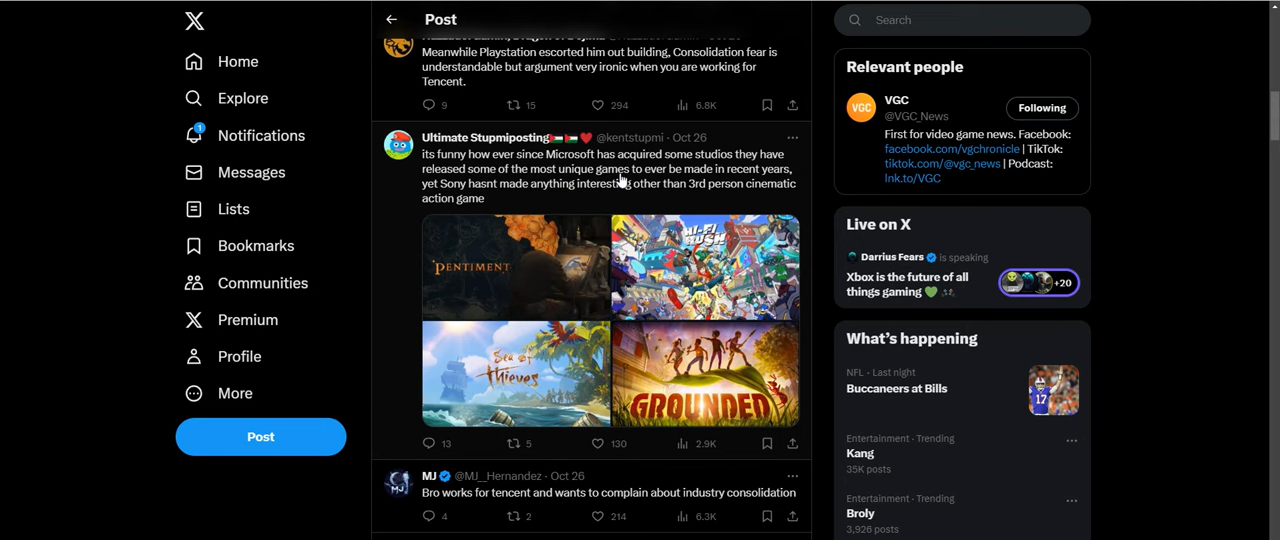 Home
Explore
1
Notifications
Messages
Lists
Bookmarks
Communities
Premium
Profile
More
Post
Post
Meanwhile Playstation escorted him out building, Consolidation fear is
understandable but argument very ironic when you are working for
Tencent.
9 15 294 6.8K
Ultimate Stupmiposting🇵🇸🇵🇸❤️ @kentstupmi · Oct 26
its funny how ever since Microsoft has acquired some studios they have
released some of the most unique games to ever be made in recent years,
yet Sony hasnt made anything interesting other than 3rd person cinematic
action game
PENTIMENT
HI-FI
RUSH
Sea of
Thieves
GROUNDED
13 5 130 2.9K
MJ @MJ__Hernandez · Oct 26
MJ
Bro works for tencent and wants to complain about industry consolidation
4 2 214 6.3K
Search
Relevant people
VGC
VGC
@VGC_News
Following
First for video game news. Facebook:
facebook.com/vgchronicle | TikTok:
tiktok.com/@vgc_news | Podcast:
lnk.to/VGC
Live on X
Darrius Fears is speaking
Xbox is the future of all
things gaming 💚 🎮
+20
What's happening
NFL · Last night
Buccaneers at Bills
17
Entertainment · Trending
Kang
35K posts
Entertainment · Trending
Broly
3,926 posts